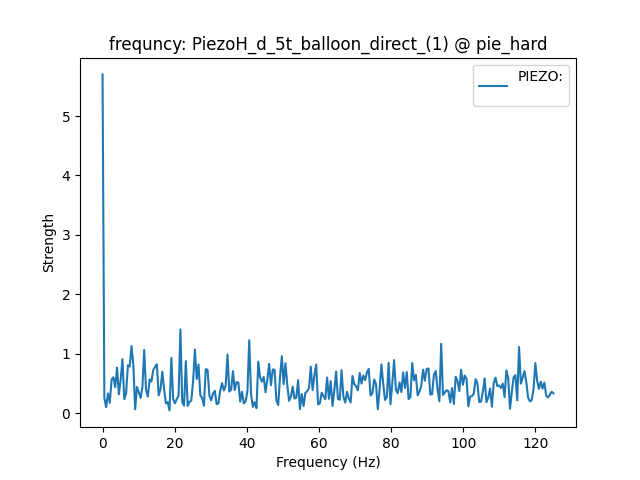 frequncy: PiezoH_d_5t_balloon_direct_(1) @ pie_hard
PIEZO:
5
4
3
2
1
0
Strength
0 20 40 60 80 100 120
Frequency (Hz)